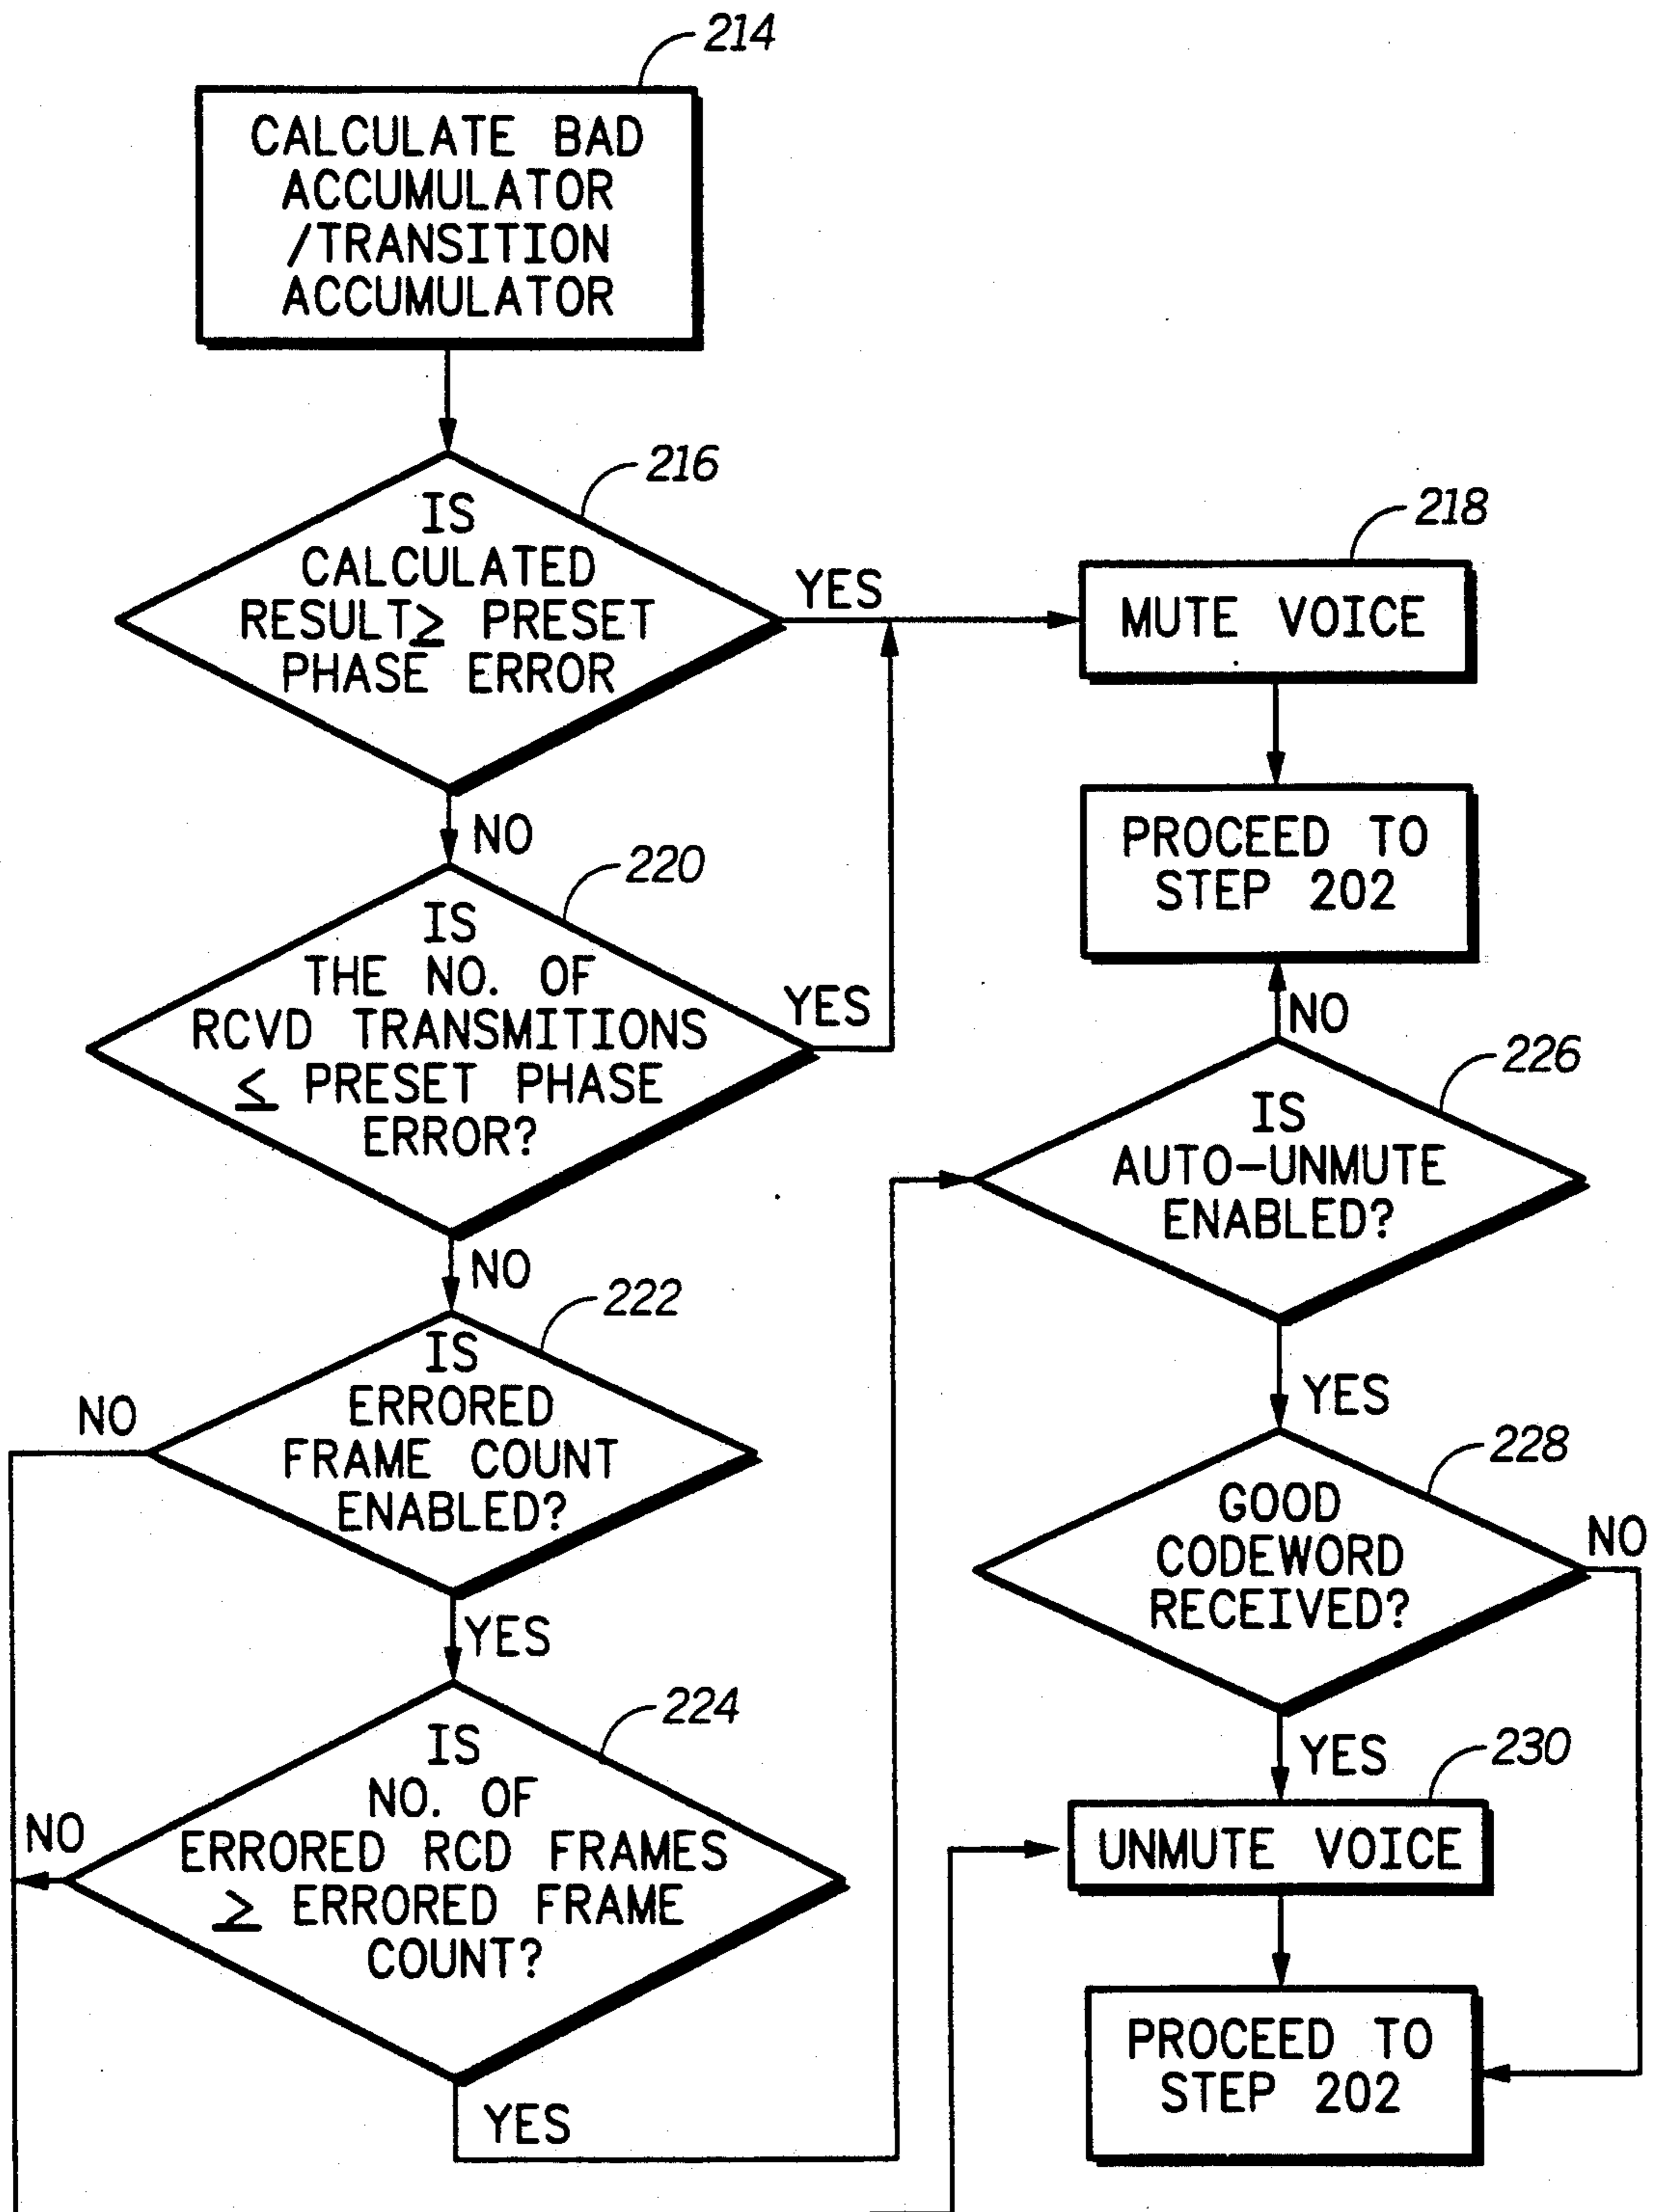 214
CALCULATE BAD
ACCUMULATOR
/TRANSITION
ACCUMULATOR
216
IS
CALCULATED
RESULT≥ PRESET
PHASE ERROR
YES
NO
218
MUTE VOICE
PROCEED TO
STEP 202
220
IS
THE NO. OF
RCVD TRANSMITIONS
≤ PRESET PHASE
ERROR?
YES
NO
222
IS
ERRORED
FRAME COUNT
ENABLED?
NO
YES
224
IS
NO. OF
ERRORED RCD FRAMES
≥ ERRORED FRAME
COUNT?
NO
YES
NO
226
IS
AUTO-UNMUTE
ENABLED?
YES
228
GOOD
CODEWORD
RECEIVED?
NO
YES
230
UNMUTE VOICE
PROCEED TO
STEP 202